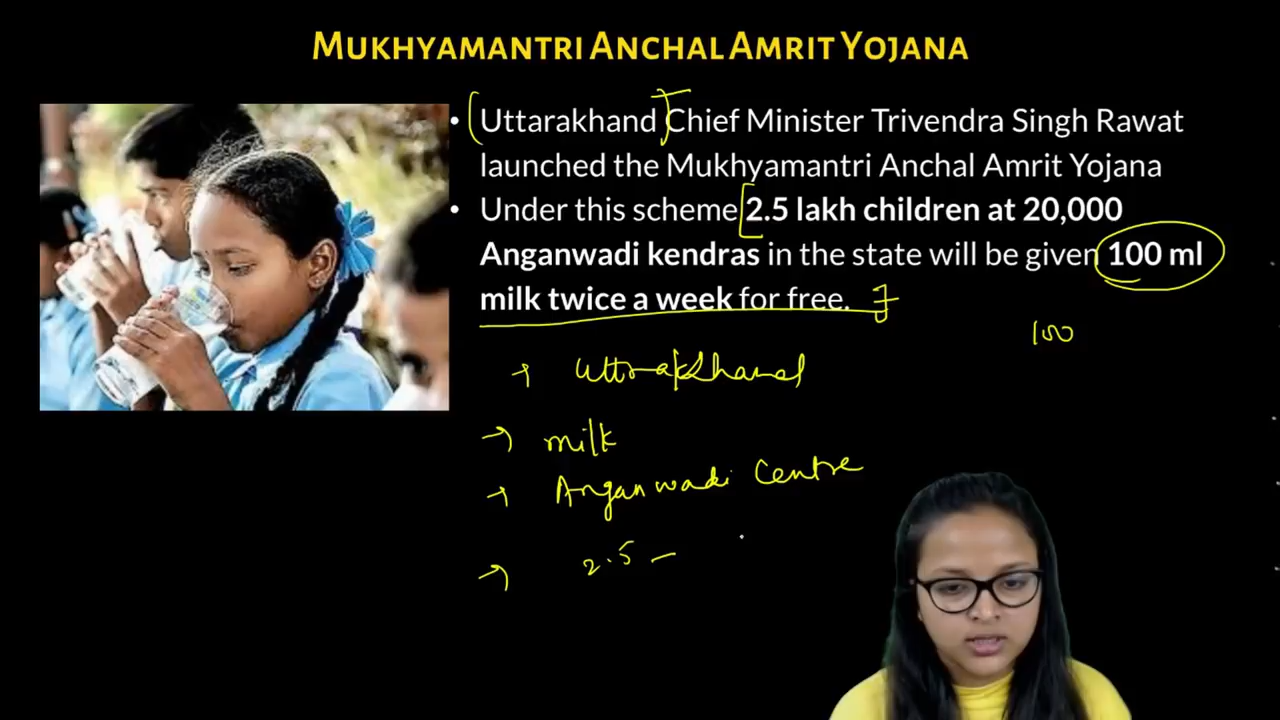 MUKHYAMANTRI ANCHAL AMRIT YOJANA
• Uttarakhand Chief Minister Trivendra Singh Rawat
launched the Mukhyamantri Anchal Amrit Yojana
• Under this scheme 2.5 lakh children at 20,000
Anganwadi kendras in the state will be given 100 ml
milk twice a week for free.
100
→ Uttrakhand
→ milk
→ Anganwadi Centre
→ 2.5 –